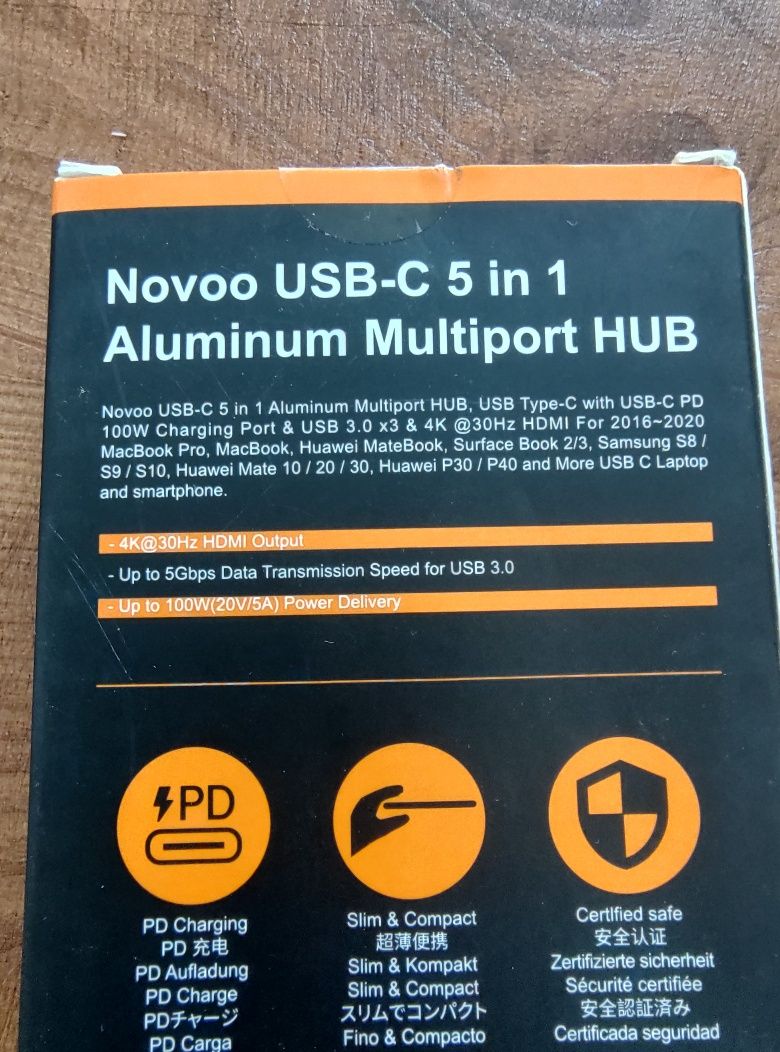 Novoo USB-C 5 in 1
Aluminum Multiport HUB
Novoo USB-C 5 in 1 Aluminum Multiport HUB, USB Type-C with USB-C PD
100W Charging Port & USB 3.0 x3 & 4K @30Hz HDMI For 2016~2020
MacBook Pro, MacBook, Huawei MateBook, Surface Book 2/3, Samsung S8 /
S9 / S10, Huawei Mate 10 / 20 / 30, Huawei P30 / P40 and More USB C Laptop
and smartphone.
- 4K@30Hz HDMI Output
- Up to 5Gbps Data Transmission Speed for USB 3.0
- Up to 100W(20V/5A) Power Delivery
PD
PD Charging
PD 充电
PD Aufladung
PD Charge
PDチャージ
PD Carga
Slim & Compact
超薄便携
Slim & Kompakt
Slim & Compact
スリムでコンパクト
Fino & Compacto
Certified safe
安全认证
Zertifizierte sicherheit
Sécurité certifiée
安全認証済み
Certificada seguridad